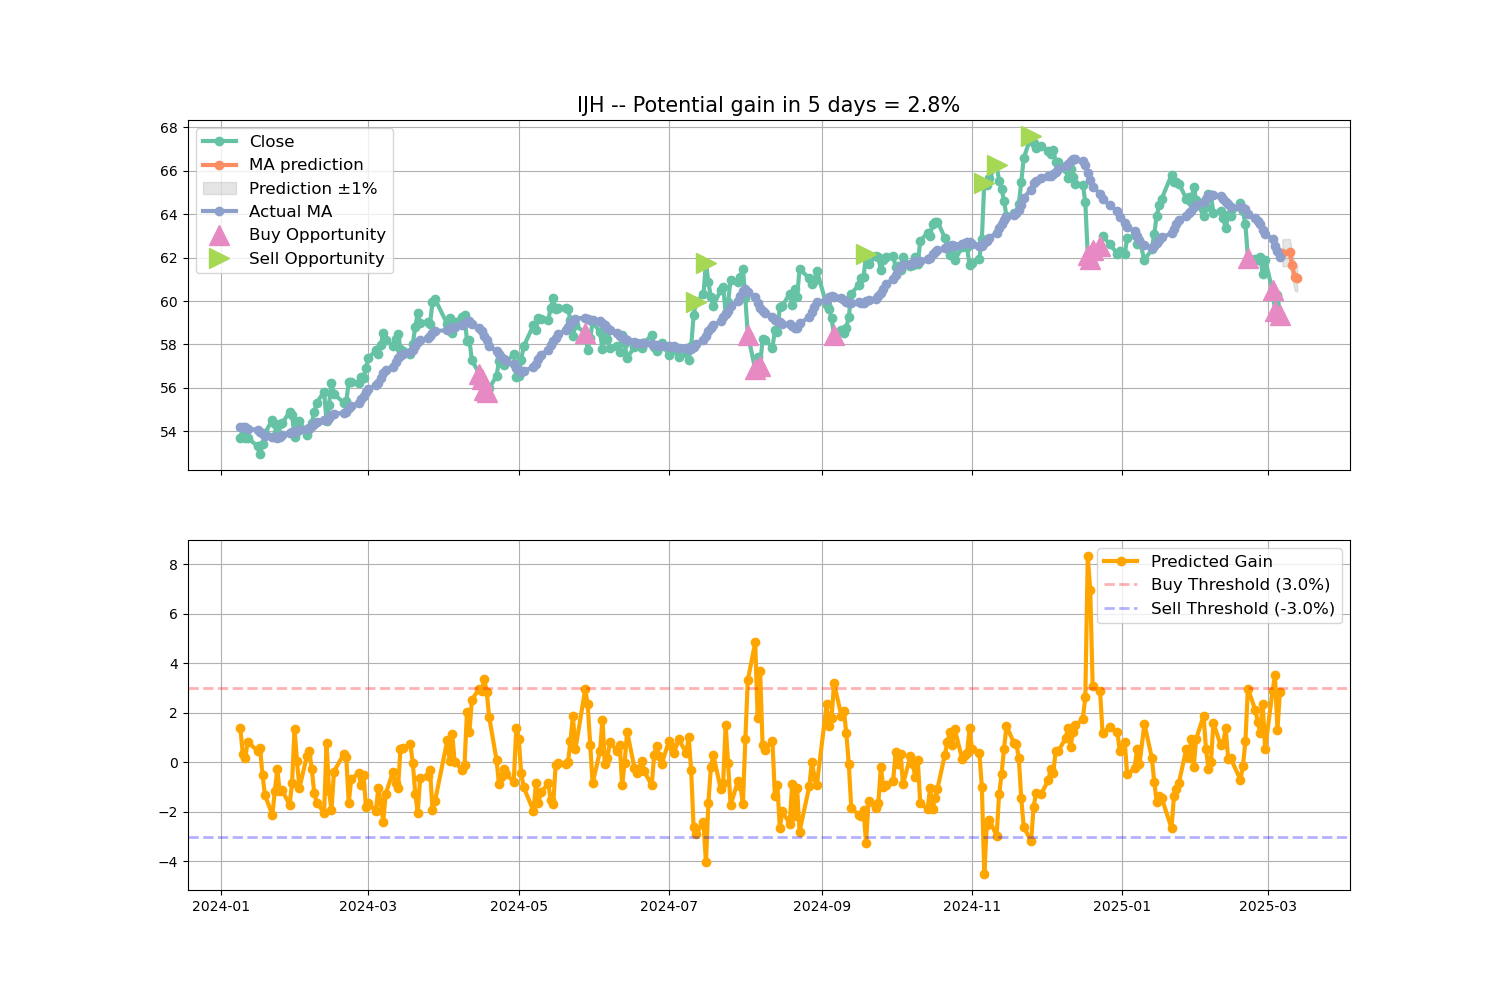 IJH -- Potential gain in 5 days = 2.8%
68
66
64
62
60
58
56
54
Close
MA prediction
Prediction ±1%
Actual MA
Buy Opportunity
Sell Opportunity
8
6
4
2
0
−2
−4
Predicted Gain
Buy Threshold (3.0%)
Sell Threshold (-3.0%)
2024-01 2024-03 2024-05 2024-07 2024-09 2024-11 2025-01 2025-03